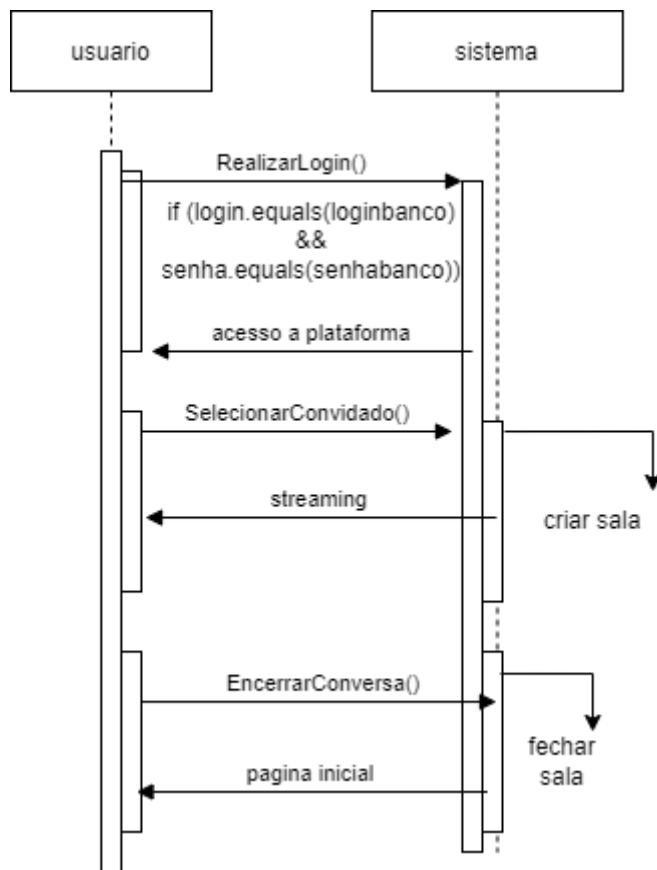 usuario
sistema
RealizarLogin()
if (login.equals(loginbanco)
&&
senha.equals(senhabanco))
acesso a plataforma
SelecionarConvidado()
streaming
criar sala
EncerrarConversa()
fechar
sala
pagina inicial